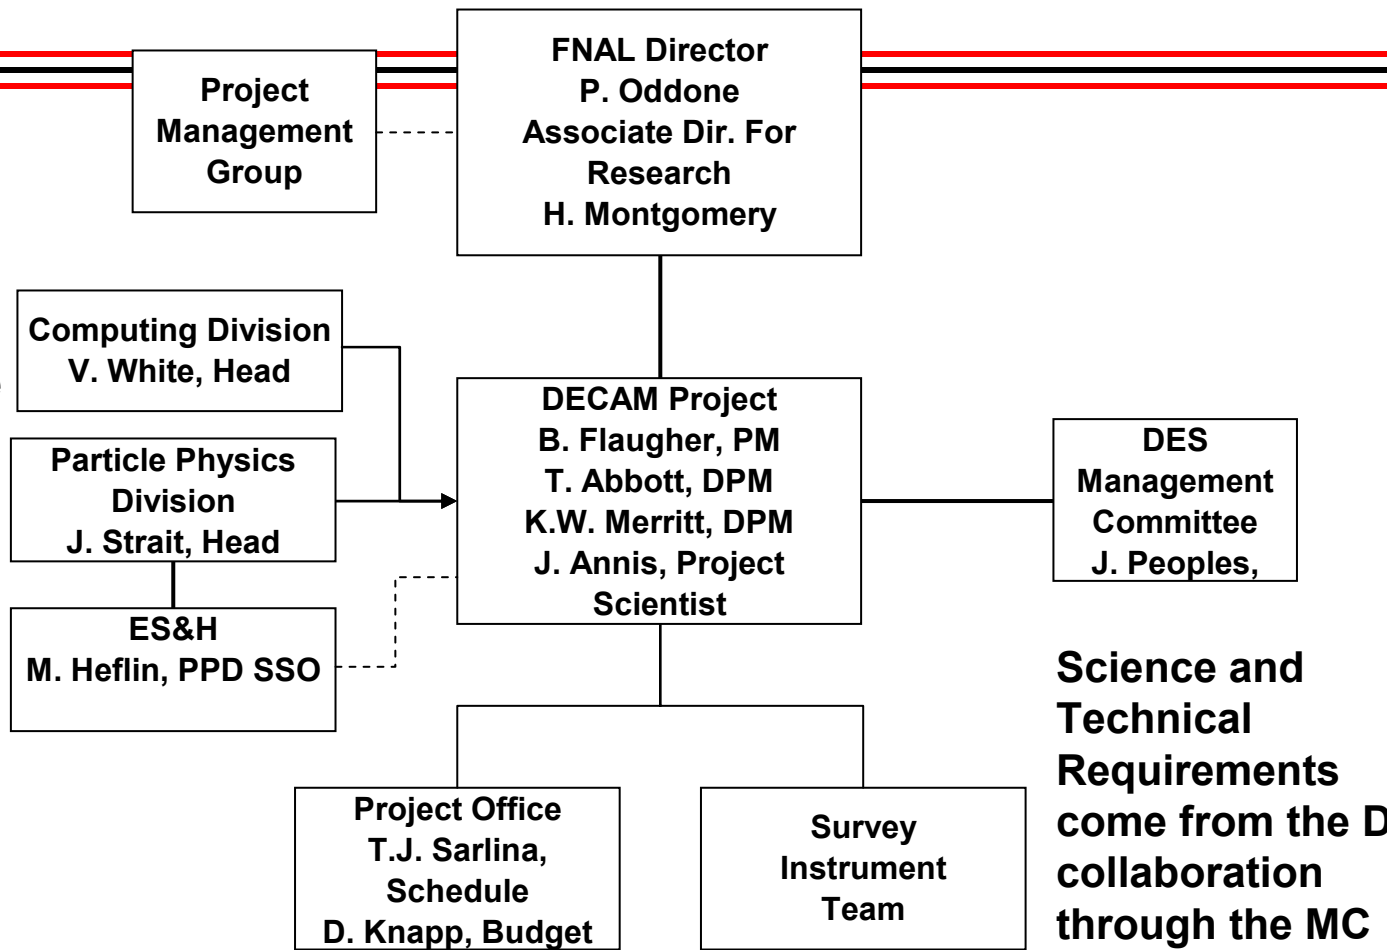 Project
Management
Group
FNAL Director
P. Oddone
Associate Dir. For
Research
H. Montgomery
Computing Division
V. White, Head
Particle Physics
Division
J. Strait, Head
ES&H
M. Heflin, PPD SSO
DECAM Project
B. Flaugher, PM
T. Abbott, DPM
K.W. Merritt, DPM
J. Annis, Project
Scientist
DES
Management
Committee
J. Peoples,
Project Office
T.J. Sarlina,
Schedule
D. Knapp, Budget
Survey
Instrument
Team
Science and
Technical
Requirements
come from the D
collaboration
through the MC